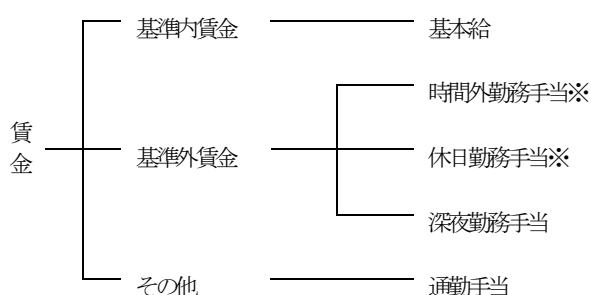 賃金
基準内賃金 基本給
時間外勤務手当※
基準外賃金 休日勤務手当※
深夜勤務手当
その他 通勤手当